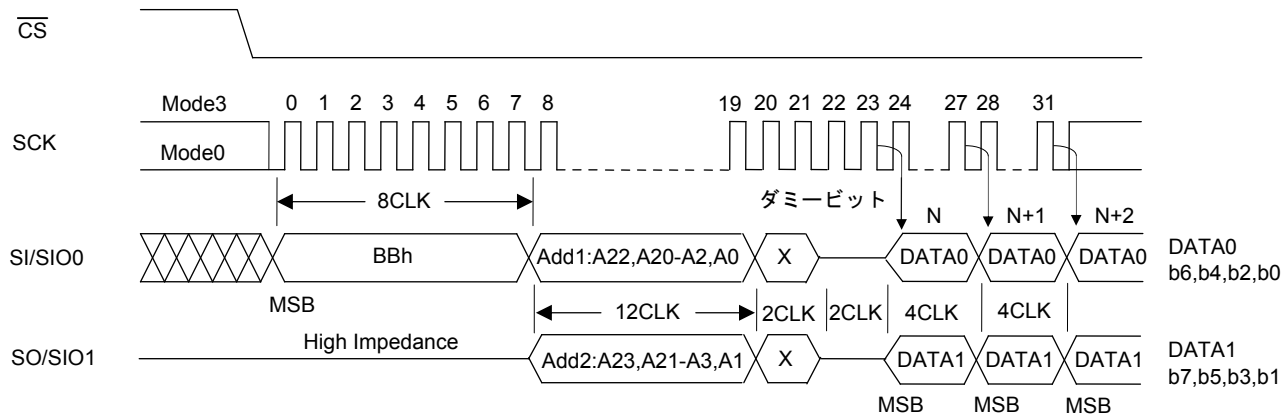 CS
Mode3
0 1 2 3 4 5 6 7 8 19 20 21 22 23 24 27 28 31
SCK
Mode0
8CLK
ダミービット
N N+1 N+2
SI/SIO0
BBh
Add1:A22,A20-A2,A0
X
DATA0 DATA0 DATA0
DATA0
b6,b4,b2,b0
MSB
12CLK
2CLK 2CLK 4CLK 4CLK
SO/SIO1
High Impedance
Add2:A23,A21-A3,A1
X
DATA1 DATA1 DATA1
DATA1
b7,b5,b3,b1
MSB MSB MSB